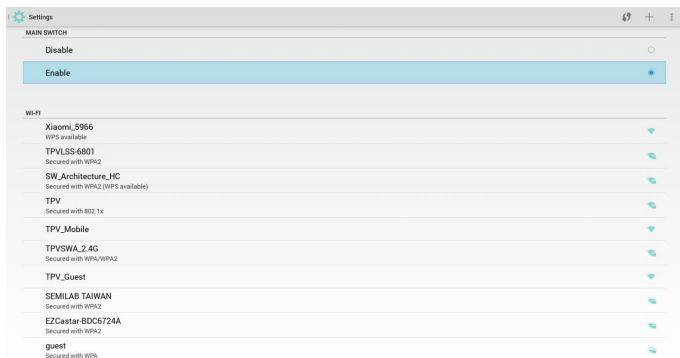 Settings
MAIN SWITCH
Disable
Enable
WI-FI
Xiaomi_5966
WPS available
TPVLSS-6801
Secured with WPA2
SW_Architecture_HC
Secured with WPA2 (WPS available)
TPV
Secured with 802.1x
TPV_Mobile
TPVSWA_2.4G
Secured with WPA/WPA2
TPV_Guest
SEMILAB TAIWAN
Secured with WPA2
EZCastar-BDC6724A
Secured with WPA2
guest
Secured with WPA